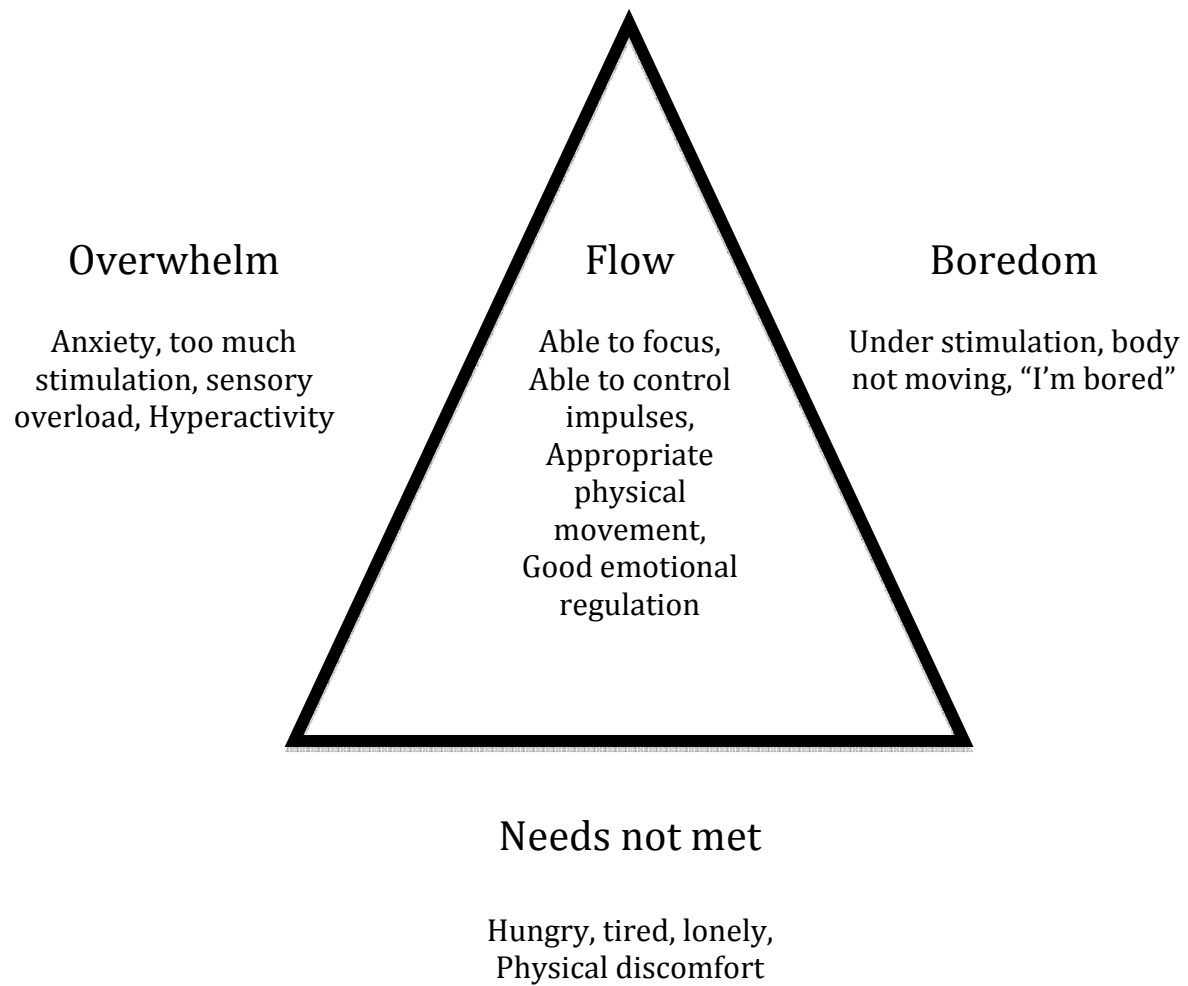 Overwhelm
Anxiety, too much
stimulation, sensory
overload, Hyperactivity
Flow
Able to focus,
Able to control
impulses,
Appropriate
physical
movement,
Good emotional
regulation
Boredom
Under stimulation, body
not moving, “I’m bored”
Needs not met
Hungry, tired, lonely,
Physical discomfort